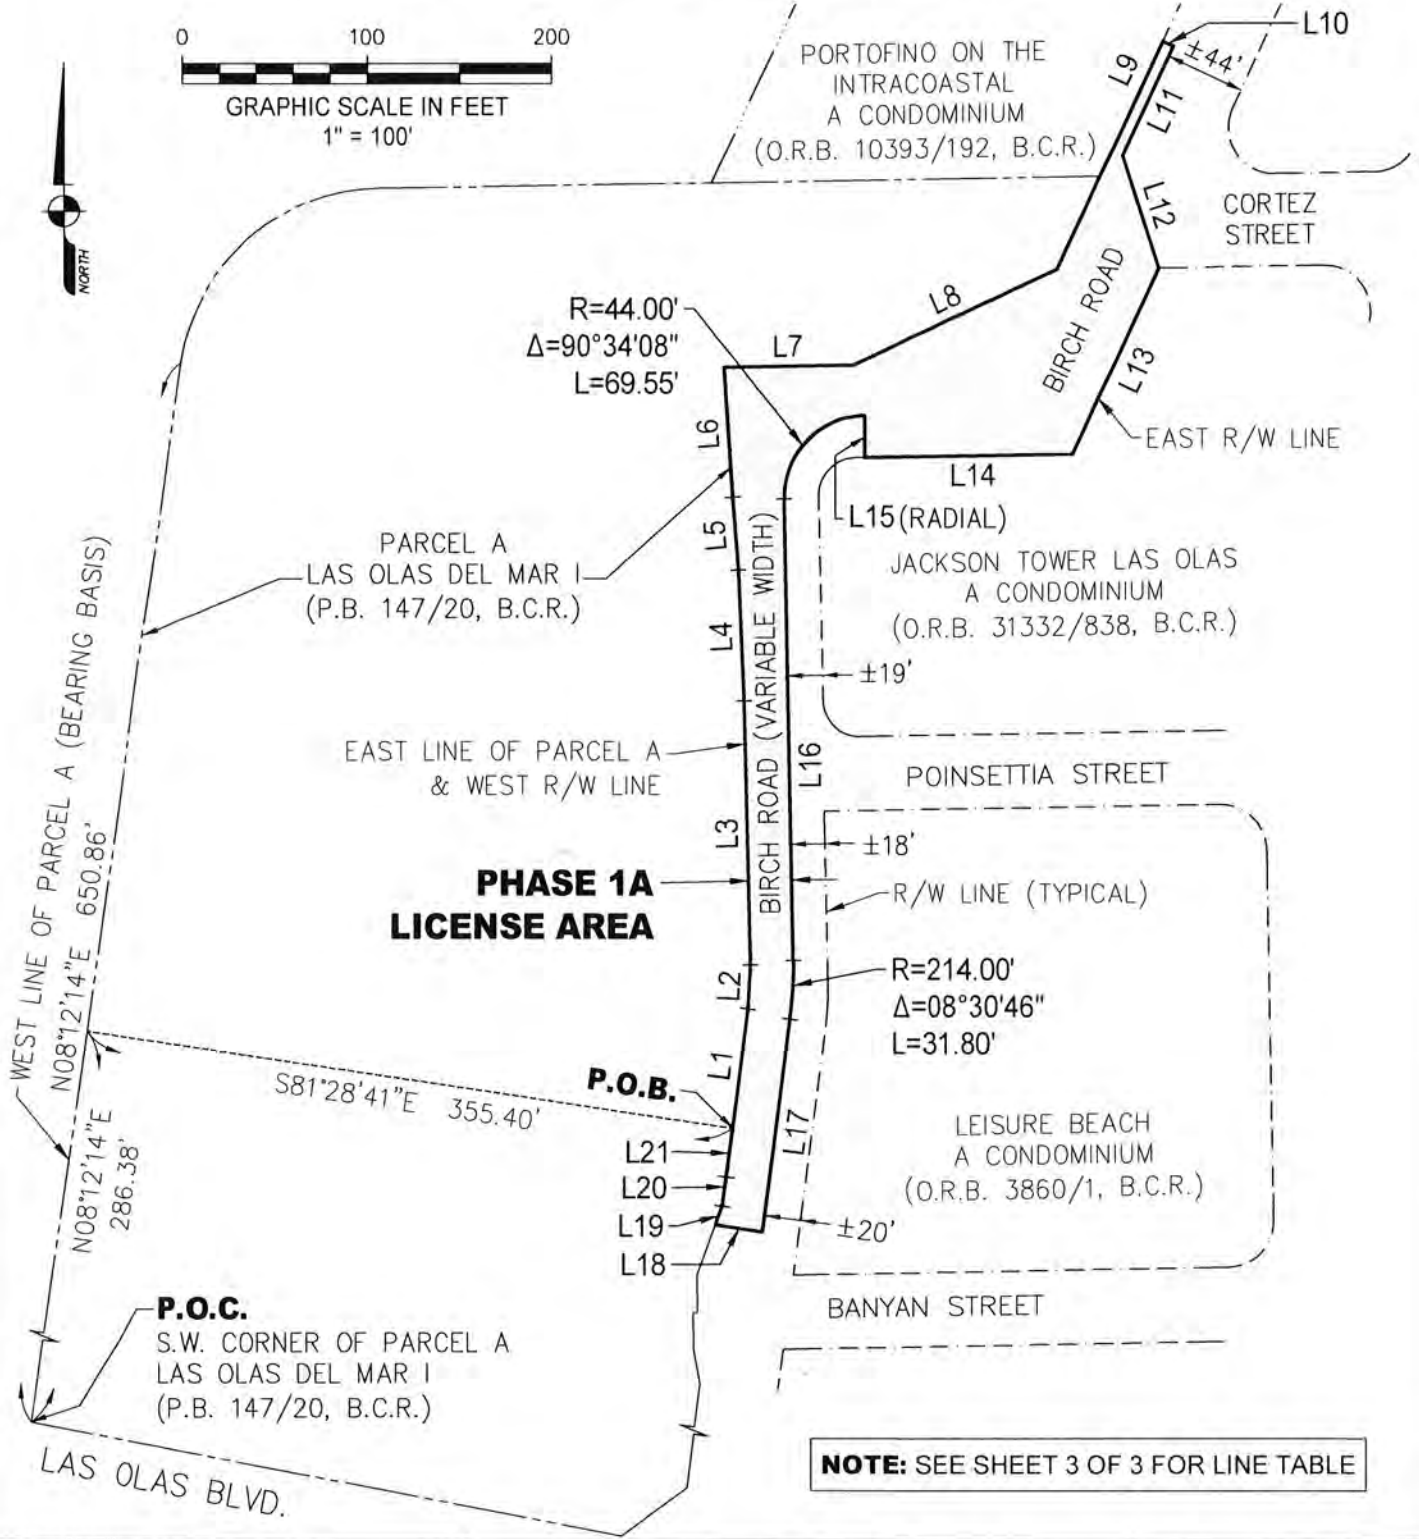 0 100 200
GRAPHIC SCALE IN FEET
1" = 100'
NORTH
PORTOFINO ON THE
INTRACOASTAL
A CONDOMINIUM
(O.R.B. 10393/192, B.C.R.)
L9
L10
±44'
L11
L12
CORTEZ
STREET
BIRCH ROAD
L13
EAST R/W LINE
L8
L7
R=44.00'
Δ=90°34'08"
L=69.55'
L6
L14
L15 (RADIAL)
L5
PARCEL A
LAS OLAS DEL MAR I
(P.B. 147/20, B.C.R.)
JACKSON TOWER LAS OLAS
A CONDOMINIUM
(O.R.B. 31332/838, B.C.R.)
L4
±19'
BIRCH ROAD (VARIABLE WIDTH)
EAST LINE OF PARCEL A
& WEST R/W LINE
L16
POINSETTIA STREET
L3
±18'
PHASE 1A
LICENSE AREA
R/W LINE (TYPICAL)
WEST LINE OF PARCEL A (BEARING BASIS)
N08°12'14"E 650.86'
L2
R=214.00'
Δ=08°30'46"
L=31.80'
L1
P.O.B.
S81°28'41"E 355.40'
L17
LEISURE BEACH
A CONDOMINIUM
(O.R.B. 3860/1, B.C.R.)
N08°12'14"E
286.38'
L21
L20
L19
L18
±20'
BANYAN STREET
P.O.C.
S.W. CORNER OF PARCEL A
LAS OLAS DEL MAR I
(P.B. 147/20, B.C.R.)
LAS OLAS BLVD.
NOTE: SEE SHEET 3 OF 3 FOR LINE TABLE